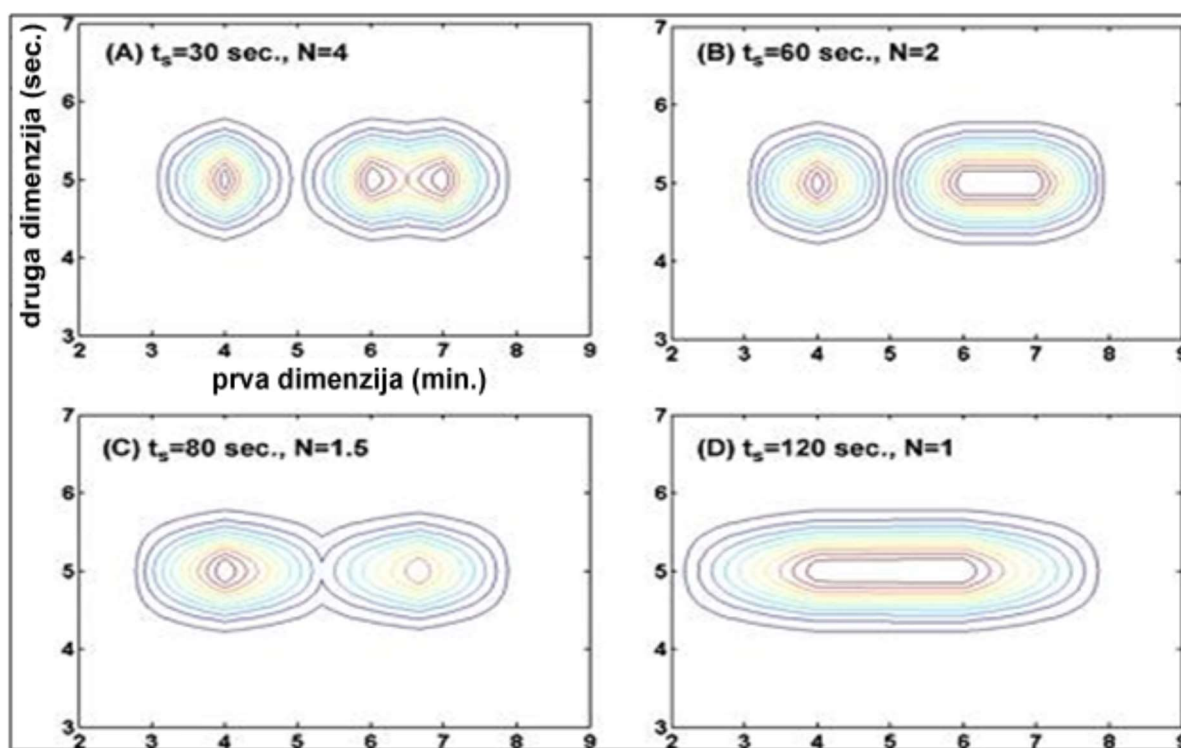 druga dimenzija (sec.)
7
6
5
4
3
(A) ts=30 sec., N=4
2 3 4 5 6 7 8 9
prva dimenzija (min.)
7
6
5
4
3
(B) ts=60 sec., N=2
2 3 4 5 6 7 8 9
7
6
5
4
3
(C) ts=80 sec., N=1.5
2 3 4 5 6 7 8 9
7
6
5
4
3
(D) ts=120 sec., N=1
2 3 4 5 6 7 8 9